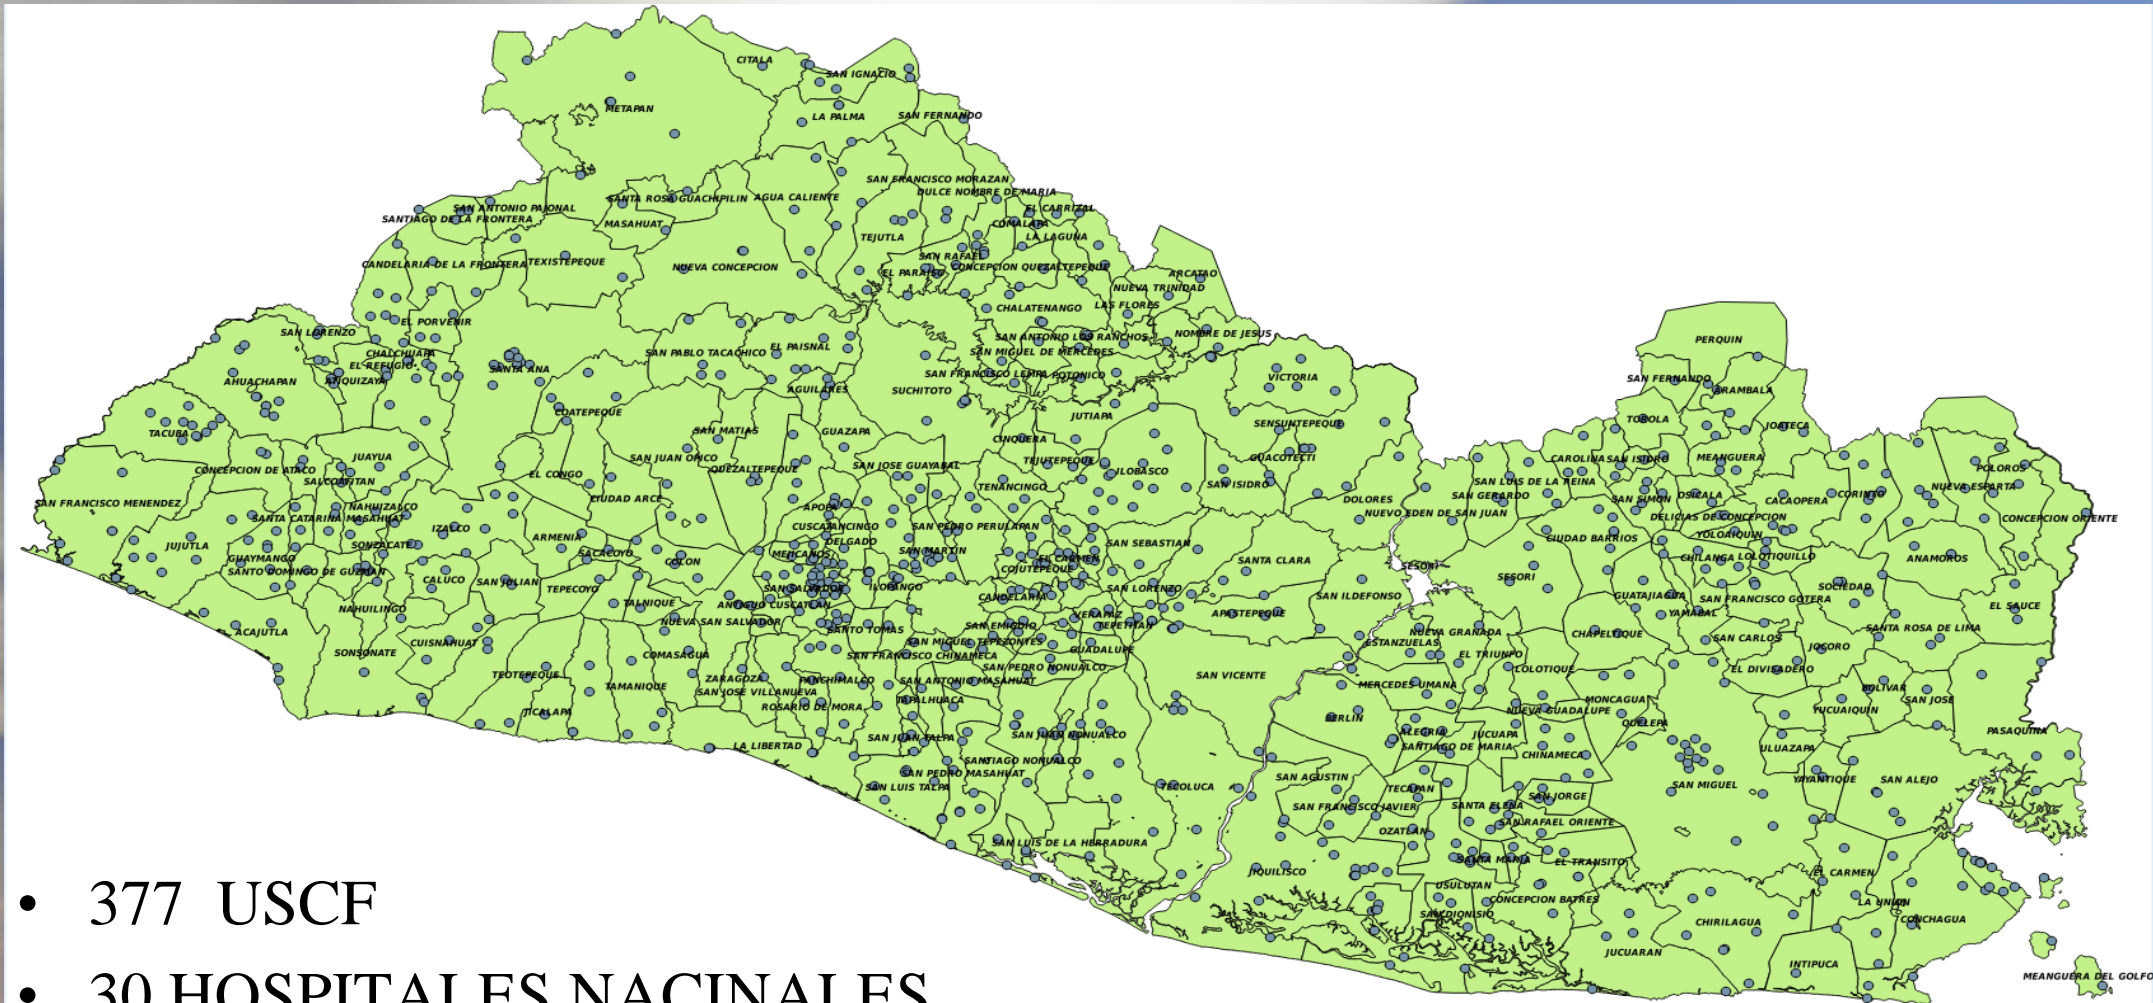 CITALA
SAN IGNACIO
METAPAN
LA PALMA
SAN FERNANDO
SAN FRANCISCO MORAZAN
DULCE NOMBRE DE MARIA
SANTA ROSA GUACHIPILIN
AGUA CALIENTE
SAN ANTONIO PAJONAL
EL CARRIZAL
SANTIAGO DE LA FRONTERA
MASAHUAT
COMALAPA
TEJUTLA
LA LAGUNA
SAN RAFAEL
CANDELARIA DE LA FRONTERA
TEXISTEPEQUE
NUEVA CONCEPCION
EL PARAISO
CONCEPCION QUEZALTEPEQUE
ARCATAO
NUEVA TRINIDAD
CHALATENANGO
LAS FLORES
EL PORVENIR
SAN LORENZO
SAN ANTONIO LOS RANCHOS
NOMBRE DE JESUS
PERQUIN
CHALCHUAPA
SAN PABLO TACACHICO
EL PAISNAL
SAN MIGUEL DE MERCEDES
EL REFUGIO
SANTA ANA
AHUACHAPAN
ATIQUIZAYA
SAN FRANCISCO LEMPA
POTONICO
VICTORIA
SAN FERNANDO
ARAMBALA
AGUILARES
SUCHITOTO
COATEPEQUE
JUTIAPA
SENSUNTEPEQUE
TOROLA
JOATECA
TACUBA
SAN MATIAS
GUAZAPA
CINQUERA
JUAYUA
SAN JUAN OPICO
QUEZALTEPEQUE
SAN JOSE GUAYABAL
TEJUTEPEQUE
ILOBASCO
GUACOTECTI
CAROLINA
SAN ISIDRO
MEANGUERA
POLOROS
CONCEPCION DE ATACO
EL CONGO
SALCOATITAN
TENANCINGO
SAN ISIDRO
SAN LUIS DE LA REINA
NUEVA ESPARTA
SAN FRANCISCO MENENDEZ
NAHUIZALCO
CIUDAD ARCE
APOPA
DOLORES
SAN GERARDO
SAN SIMON
OSICALA
CACAOPERA
CORINTO
SANTA CATARINA MASAHUAT
IZALCO
CUSCATANCINGO
SAN PEDRO PERULAPAN
NUEVO EDEN DE SAN JUAN
DELICIAS DE CONCEPCION
CONCEPCION ORIENTE
JUJUTLA
SONZACATE
ARMENIA
DELGADO
SAN SEBASTIAN
CIUDAD BARRIOS
YOLOAIQUIN
GUAYMANGO
SACACOYO
COLON
MEJICANOS
SAN MARTIN
EL CARMEN
SANTA CLARA
CHILANGA
LOLOTIQUILLO
ANAMOROS
SANTO DOMINGO DE GUZMAN
COJUTEPEQUE
SESORI
SESORI
CALUCO
SAN JULIAN
TEPECOYO
SAN SALVADOR
ILOPANGO
SAN LORENZO
SAN ILDEFONSO
SOCIEDAD
NAHUILINGO
TALNIQUE
ANTIGUO CUSCATLAN
CANDELARIA
GUATAJIAGUA
SAN FRANCISCO GOTERA
EL SAUCE
NUEVA SAN SALVADOR
VERAPAZ
APASTEPEQUE
YAMABAL
ACAJUTLA
SANTO TOMAS
SAN EMIGDIO
TEPETITAN
NUEVA GRANADA
CHAPELTIQUE
SANTA ROSA DE LIMA
CUISNAHUAT
SAN MIGUEL TEPEZONTES
ESTANZUELAS
SAN CARLOS
SONSONATE
COMASAGUA
SAN FRANCISCO CHINAMECA
GUADALUPE
EL TRIUNFO
JOCORO
TEOTEPEQUE
ZARAGOZA
PANCHIMALCO
SAN PEDRO NONUALCO
SAN VICENTE
LOLOTIQUE
EL DIVISADERO
TAMANIQUE
SAN JOSE VILLANUEVA
SAN ANTONIO MASAHUAT
MERCEDES UMANA
BOLIVAR
JICALAPA
ROSARIO DE MORA
TAPALHUACA
MONCAGUA
SAN JOSE
BERLIN
NUEVA GUADALUPE
YUCUAIQUIN
LA LIBERTAD
SAN JUAN TALPA
SAN JUAN NONUALCO
ALEGRIA
JUCUAPA
QUELEPA
PASAQUINA
SANTIAGO DE MARIA
CHINAMECA
ULUAZAPA
SANTIAGO NONUALCO
SAN PEDRO MASAHUAT
SAN AGUSTIN
YAYANTIQUE
SAN ALEJO
SAN LUIS TALPA
TECOLUCA
TECAPAN
SAN JORGE
SAN MIGUEL
SAN FRANCISCO JAVIER
SANTA ELENA
OZATLAN
SAN RAFAEL ORIENTE
SAN LUIS DE LA HERRADURA
SANTA MARIA
EL TRANSITO
JIQUILISCO
EL CARMEN
USULUTAN
CONCEPCION BATRES
LA UNION
SAN DIONISIO
CHIRILAGUA
CONCHAGUA
JUCUARAN
INTIPUCA
MEANGUERA DEL GOLFO
• 377 USCF
• 30 HOSPITALES NACINALES